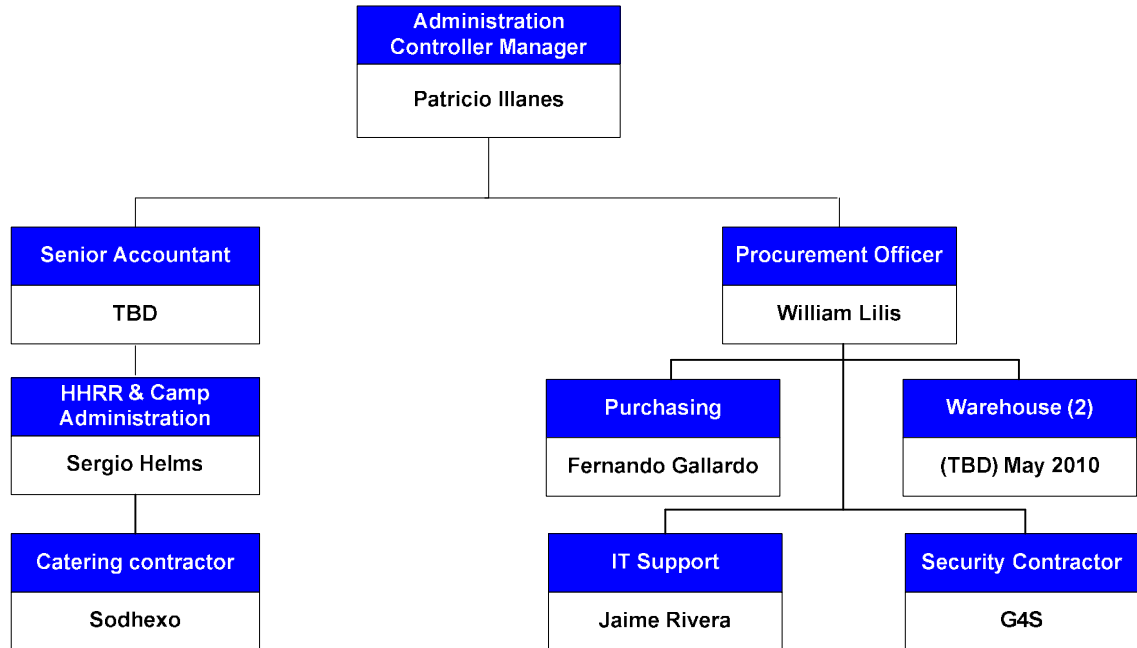 Administration
Controller Manager
Patricio Illanes
Senior Accountant
TBD
Procurement Officer
William Lilis
HHRR & Camp
Administration
Sergio Helms
Purchasing
Fernando Gallardo
Warehouse (2)
(TBD) May 2010
Catering contractor
Sodhexo
IT Support
Jaime Rivera
Security Contractor
G4S